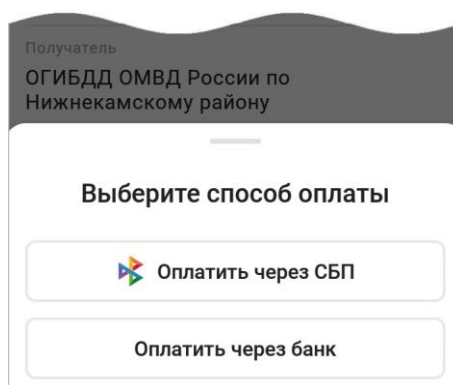 Получатель
ОГИБДД ОМВД России по
Нижнекамскому району
Выберите способ оплаты
Оплатить через СБП
Оплатить через банк